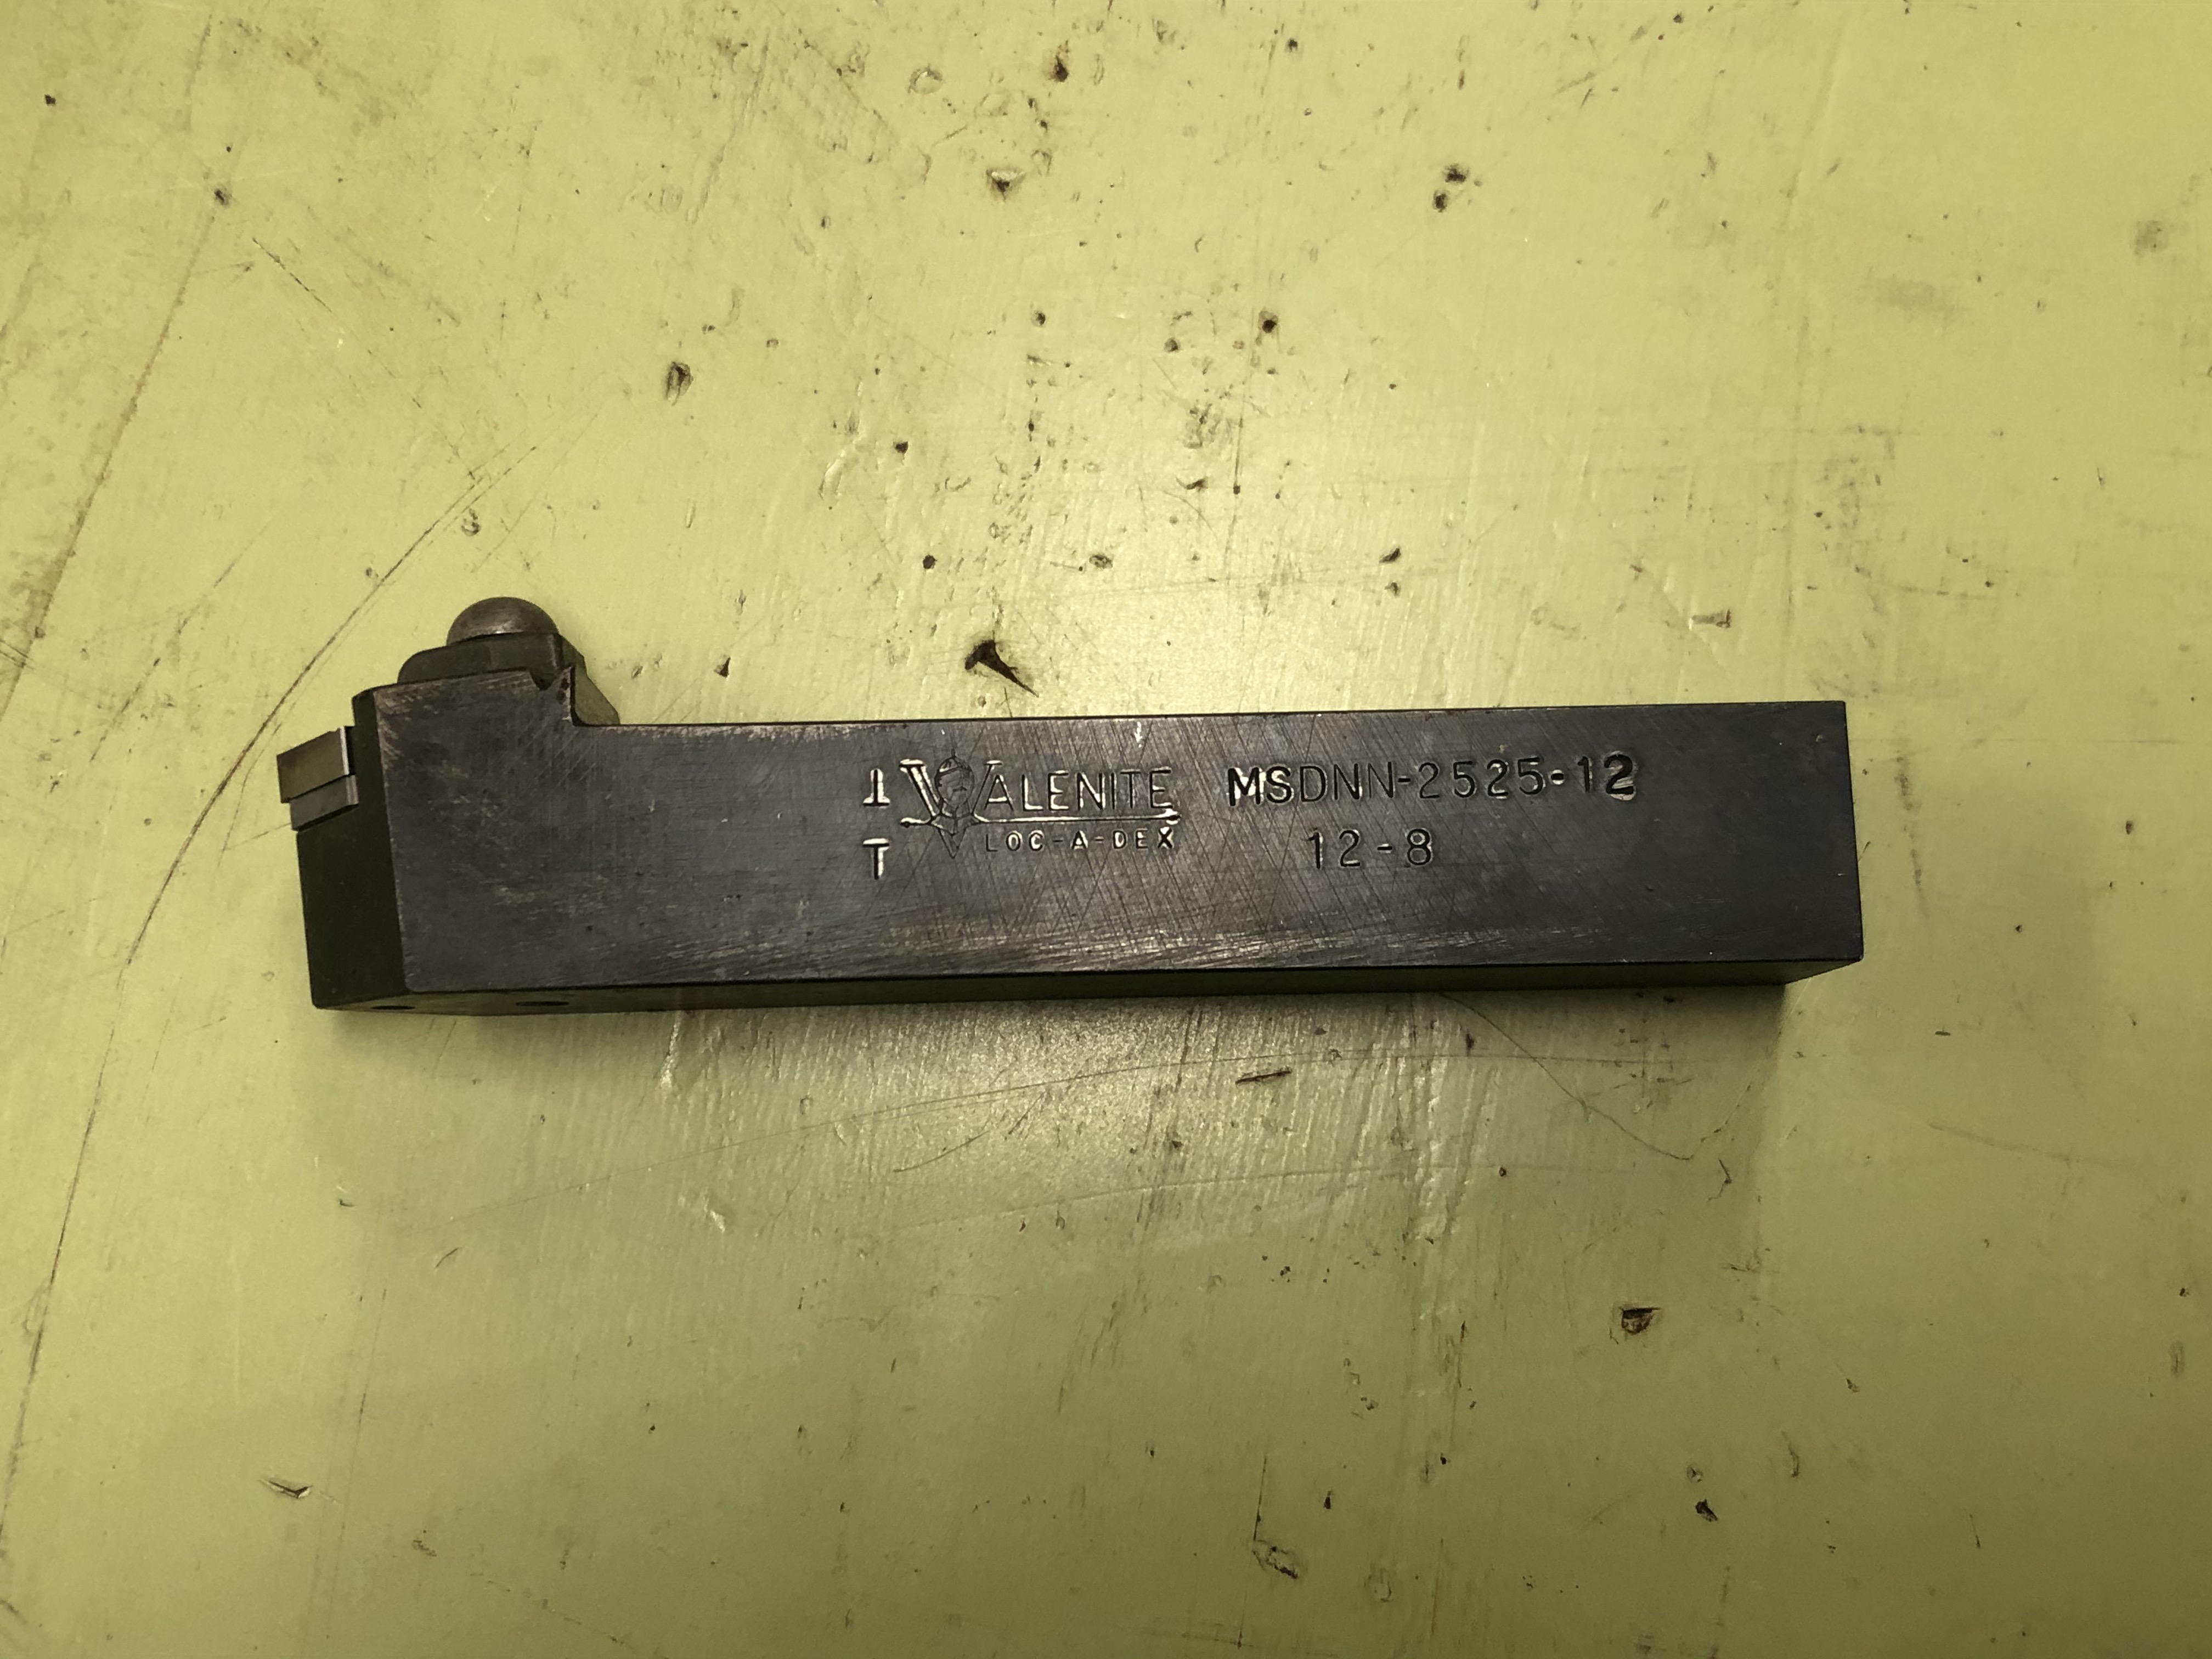 VALENITE MSDNN-2525-12
LOC-A-DEX 12-8